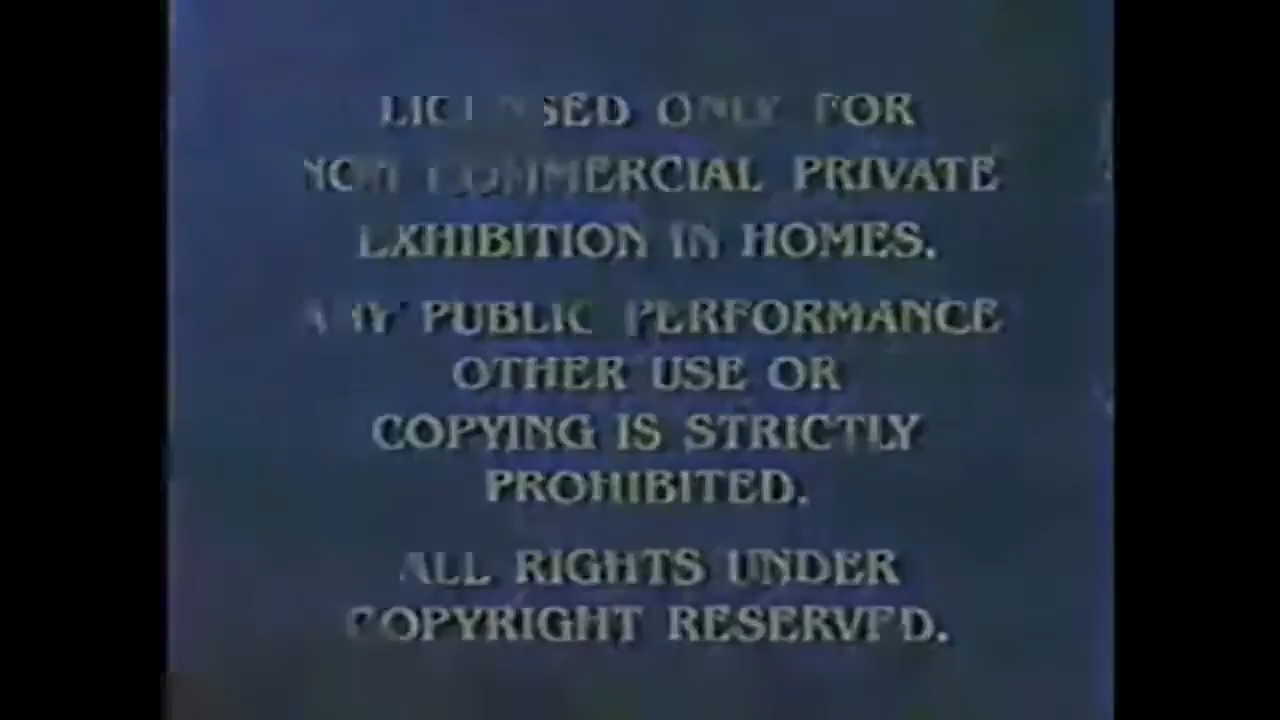 LICENSED ONLY FOR
NON COMMERCIAL PRIVATE
EXHIBITION IN HOMES.
ANY PUBLIC PERFORMANCE
OTHER USE OR
COPYING IS STRICTLY
PROHIBITED.
ALL RIGHTS UNDER
COPYRIGHT RESERVED.